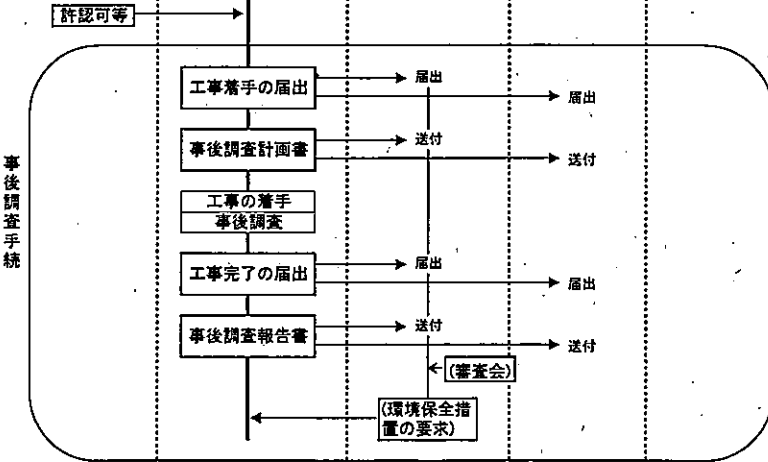 許認可等
工事着手の届出
届出
届出
事後調査計画書
送付
送付
事後調査手続
工事の着手
事後調査
工事完了の届出
届出
届出
事後調査報告書
送付
送付
(審査会)
(環境保全措
置の要求)